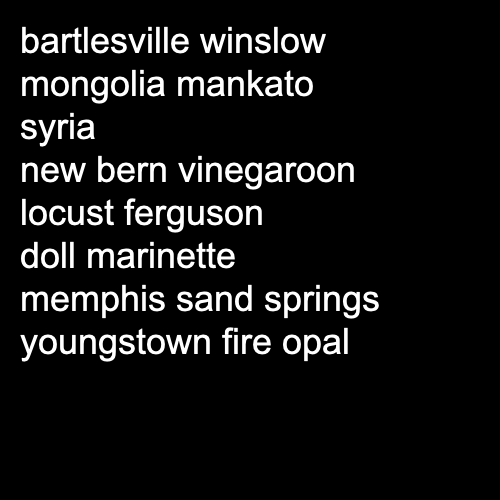 bartlesville winslow
mongolia mankato
syria
new bern vinegaroon
locust ferguson
doll marinette
memphis sand springs
youngstown fire opal